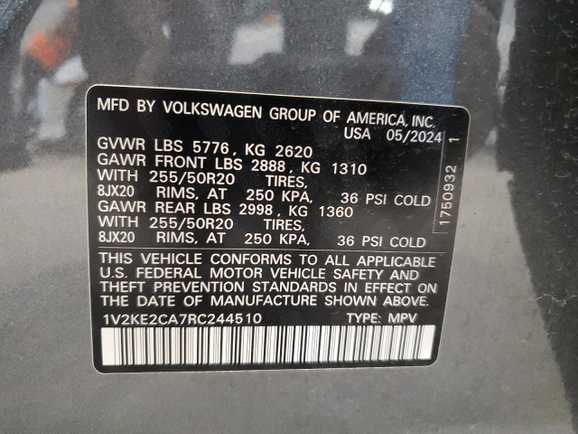 MFD BY VOLKSWAGEN GROUP OF AMERICA, INC.
USA 05/2024
GVWR LBS 5776, KG 2620
GAWR FRONT LBS 2888, KG 1310
WITH 255/50R20 TIRES,
8JX20 RIMS, AT 250 KPA, 36 PSI COLD
GAWR REAR LBS 2998, KG 1360
WITH 255/50R20 TIRES,
8JX20 RIMS, AT 250 KPA, 36 PSI COLD
1750932 1
THIS VEHICLE CONFORMS TO ALL APPLICABLE
U.S. FEDERAL MOTOR VEHICLE SAFETY AND
THEFT PREVENTION STANDARDS IN EFFECT ON
THE DATE OF MANUFACTURE SHOWN ABOVE.
1V2KE2CA7RC244510 TYPE: MPV